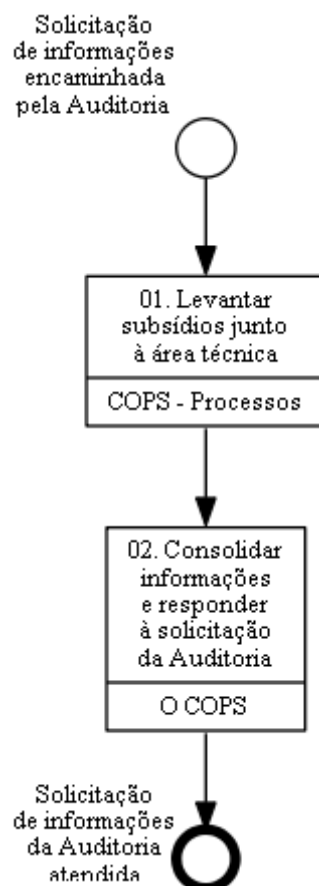 Solicitação
de informações
encaminhada
pela Auditoria
01. Levantar
subsídios junto
à área técnica
COPS - Processos
02. Consolidar
informações
e responder
à solicitação
da Auditoria
O COPS
Solicitação
de informações
da Auditoria
atendida